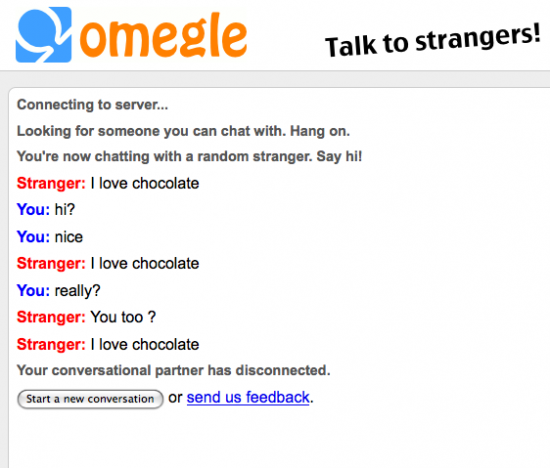 omegle
Talk to strangers!
Connecting to server...
Looking for someone you can chat with. Hang on.
You're now chatting with a random stranger. Say hi!
Stranger: I love chocolate
You: hi?
You: nice
Stranger: I love chocolate
You: really?
Stranger: You too ?
Stranger: I love chocolate
Your conversational partner has disconnected.
Start a new conversation or send us feedback.